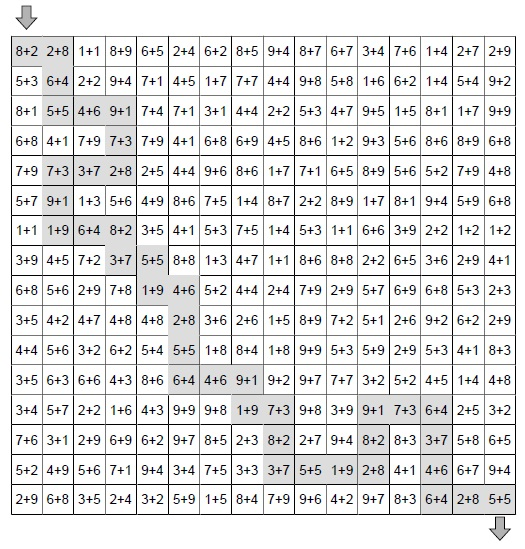 8+2 2+8 1+1 8+9 6+5 2+4 6+2 8+5 9+4 8+7 6+7 3+4 7+6 1+4 2+7 2+9
5+3 6+4 2+2 9+4 7+1 4+5 1+7 7+7 4+4 9+8 5+8 1+6 6+2 1+4 5+4 9+2
8+1 5+5 4+6 9+1 7+4 7+1 3+1 4+4 2+2 5+3 4+7 9+5 1+5 8+1 1+7 9+9
6+8 4+1 7+9 7+3 7+9 4+1 6+8 6+9 4+5 8+6 1+2 9+3 5+6 8+6 8+9 6+8
7+9 7+3 3+7 2+8 2+5 4+4 9+6 8+6 1+7 7+1 6+5 8+9 5+6 5+2 7+9 4+8
5+7 9+1 1+3 5+6 4+9 8+6 7+5 1+4 8+7 2+2 8+9 1+7 8+1 9+4 5+9 6+8
1+1 1+9 6+4 8+2 3+5 4+1 5+3 7+5 1+4 5+3 1+1 6+6 3+9 2+2 1+2 1+2
3+9 4+5 7+2 3+7 5+5 8+8 1+3 4+7 1+1 8+6 8+8 2+2 6+5 3+6 2+9 4+1
6+8 5+6 2+9 7+8 1+9 4+6 5+2 4+4 2+4 7+9 2+9 5+7 6+9 6+8 5+3 2+3
3+5 4+2 4+7 4+8 4+8 2+8 3+6 2+6 1+5 8+9 7+2 5+1 2+6 9+2 6+2 2+9
4+4 5+6 3+2 6+2 5+4 5+5 1+8 8+4 1+8 9+9 5+3 5+9 2+9 5+3 4+1 8+3
3+5 6+3 6+6 4+3 8+6 6+4 4+6 9+1 9+2 9+7 7+7 3+2 5+2 4+5 1+4 4+8
3+4 5+7 2+2 1+6 4+3 9+9 9+8 1+9 7+3 9+8 3+9 9+1 7+3 6+4 2+5 3+2
7+6 3+1 2+9 6+9 6+2 9+7 8+5 2+3 8+2 2+7 9+4 8+2 8+3 3+7 5+8 6+5
5+2 4+9 5+6 7+1 9+4 3+4 7+5 3+3 3+7 5+5 1+9 2+8 4+1 4+6 6+7 9+4
2+9 6+8 3+5 2+4 3+2 5+9 1+5 8+4 7+9 9+6 4+2 9+7 8+3 6+4 2+8 5+5